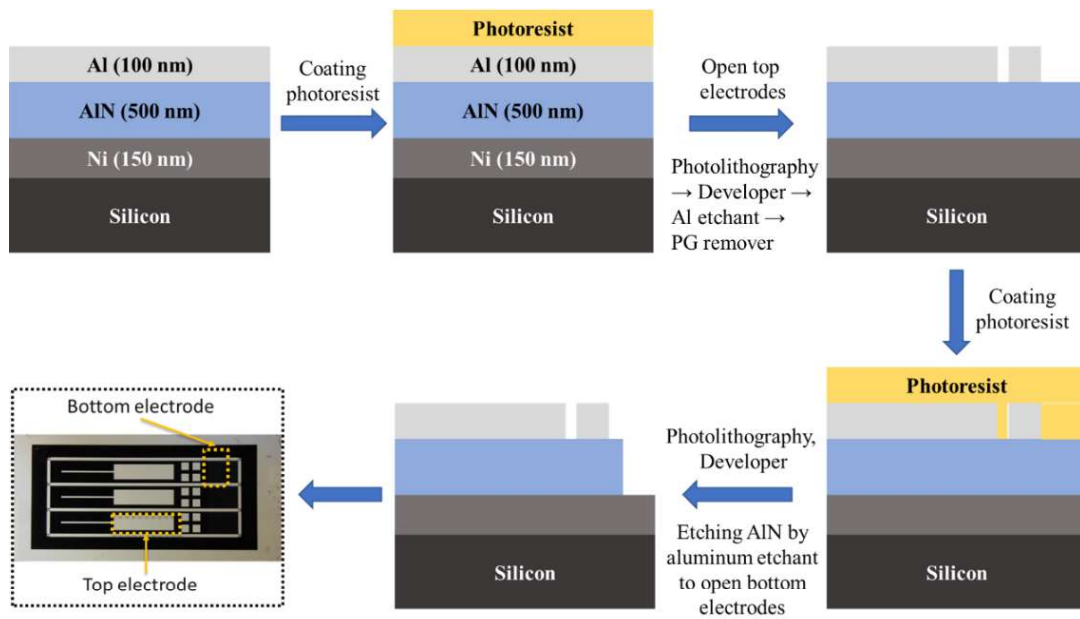 Al (100 nm)
AlN (500 nm)
Ni (150 nm)
Silicon
Coating
photoresist
Photoresist
Al (100 nm)
AlN (500 nm)
Ni (150 nm)
Silicon
Open top
electrodes
Photolithography
→ Developer →
Al etchant →
PG remover
Silicon
Coating
photoresist
Photoresist
Silicon
Photolithography,
Developer
Etching AlN by
aluminum etchant
to open bottom
electrodes
Silicon
Bottom electrode
Top electrode